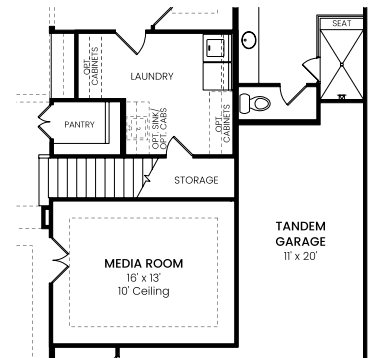 SEAT
OPT.
CABINETS
LAUNDRY
PANTRY
OPT. SINK/
OPT. CABS
OPT.
CABINETS
STORAGE
TANDEM
GARAGE
11' x 20'
MEDIA ROOM
16' x 13'
10' Ceiling